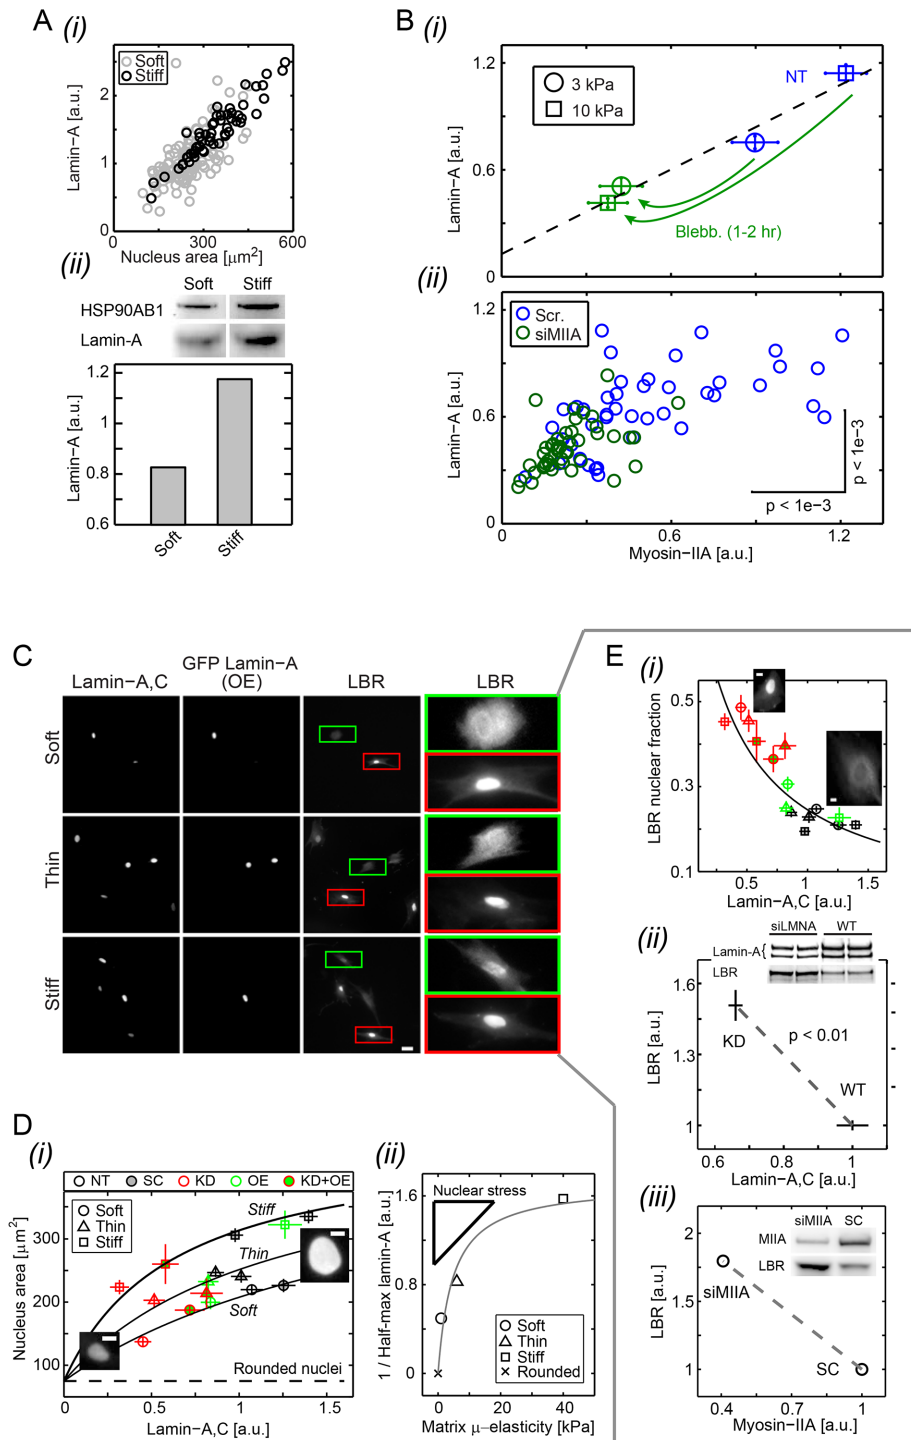 A
(i)
Soft
Stiff
Lamin−A [a.u.]
2
1
0
0
300
600
Nucleus area [μm2]
(ii)
Soft
Stiff
HSP90AB1
Lamin-A
Lamin−A [a.u.]
1.2
1
0.8
0.6
Soft
Stiff
B
(i)
3 kPa
10 kPa
NT
Blebb. (1-2 hr)
Lamin−A [a.u.]
1.2
0.6
0
(ii)
Scr.
siMIIA
Lamin−A [a.u.]
1.2
0.6
0
p < 1e−3
p < 1e−3
0
0.6
1.2
Myosin−IIA [a.u.]
C
Lamin−A,C
GFP Lamin−A
(OE)
LBR
LBR
Soft
Thin
Stiff
D
(i)
NT
SC
KD
OE
KD+OE
Soft
Thin
Stiff
Stiff
Thin
Soft
Rounded nuclei
Nucleus area [μm²]
300
200
100
0
0.5
1
1.5
Lamin−A,C [a.u.]
(ii)
Nuclear stress
1 / Half−max lamin−A [a.u.]
1.6
0.8
0
Soft
Thin
Stiff
Rounded
0
20
40
Matrix μ−elasticity [kPa]
E
(i)
LBR nuclear fraction
0.5
0.3
0.1
0.5
1
1.5
Lamin−A,C [a.u.]
(ii)
siLMNA
WT
Lamin−A{
LBR
LBR [a.u.]
1.6
1.3
1
KD
p < 0.01
WT
0.6
0.8
1
Lamin−A,C [a.u.]
(iii)
siMIIA
SC
MIIA
LBR
LBR [a.u.]
2
1.5
1
siMIIA
SC
0.4
0.7
1
Myosin−IIA [a.u.]